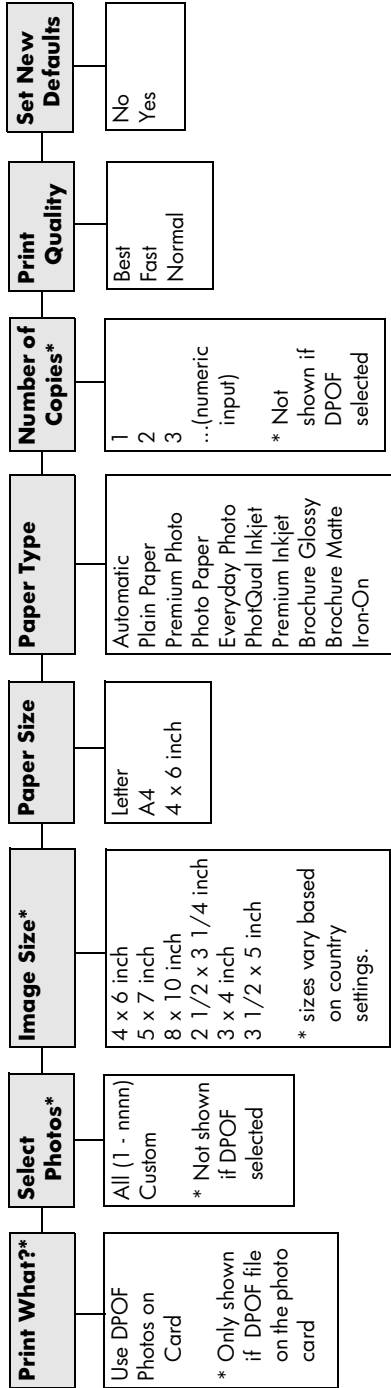 Print What?*
Use DPOF
Photos on
Card
* Only shown
if DPOF file
on the photo
card
Select
Photos*
All (1 - nnnn)
Custom
* Not shown
if DPOF
selected
Image Size*
4 x 6 inch
5 x 7 inch
8 x 10 inch
2 1/2 x 3 1/4 inch
3 x 4 inch
3 1/2 x 5 inch
* sizes vary based
on country
settings.
Paper Size
Letter
A4
4 x 6 inch
Paper Type
Automatic
Plain Paper
Premium Photo
Photo Paper
Everyday Photo
PhotQual Inkjet
Premium Inkjet
Brochure Glossy
Brochure Matte
Iron-On
Number of
Copies*
1
2
3
...(numeric
input)
* Not
shown if
DPOF
selected
Print
Quality
Best
Fast
Normal
Set New
Defaults
No
Yes